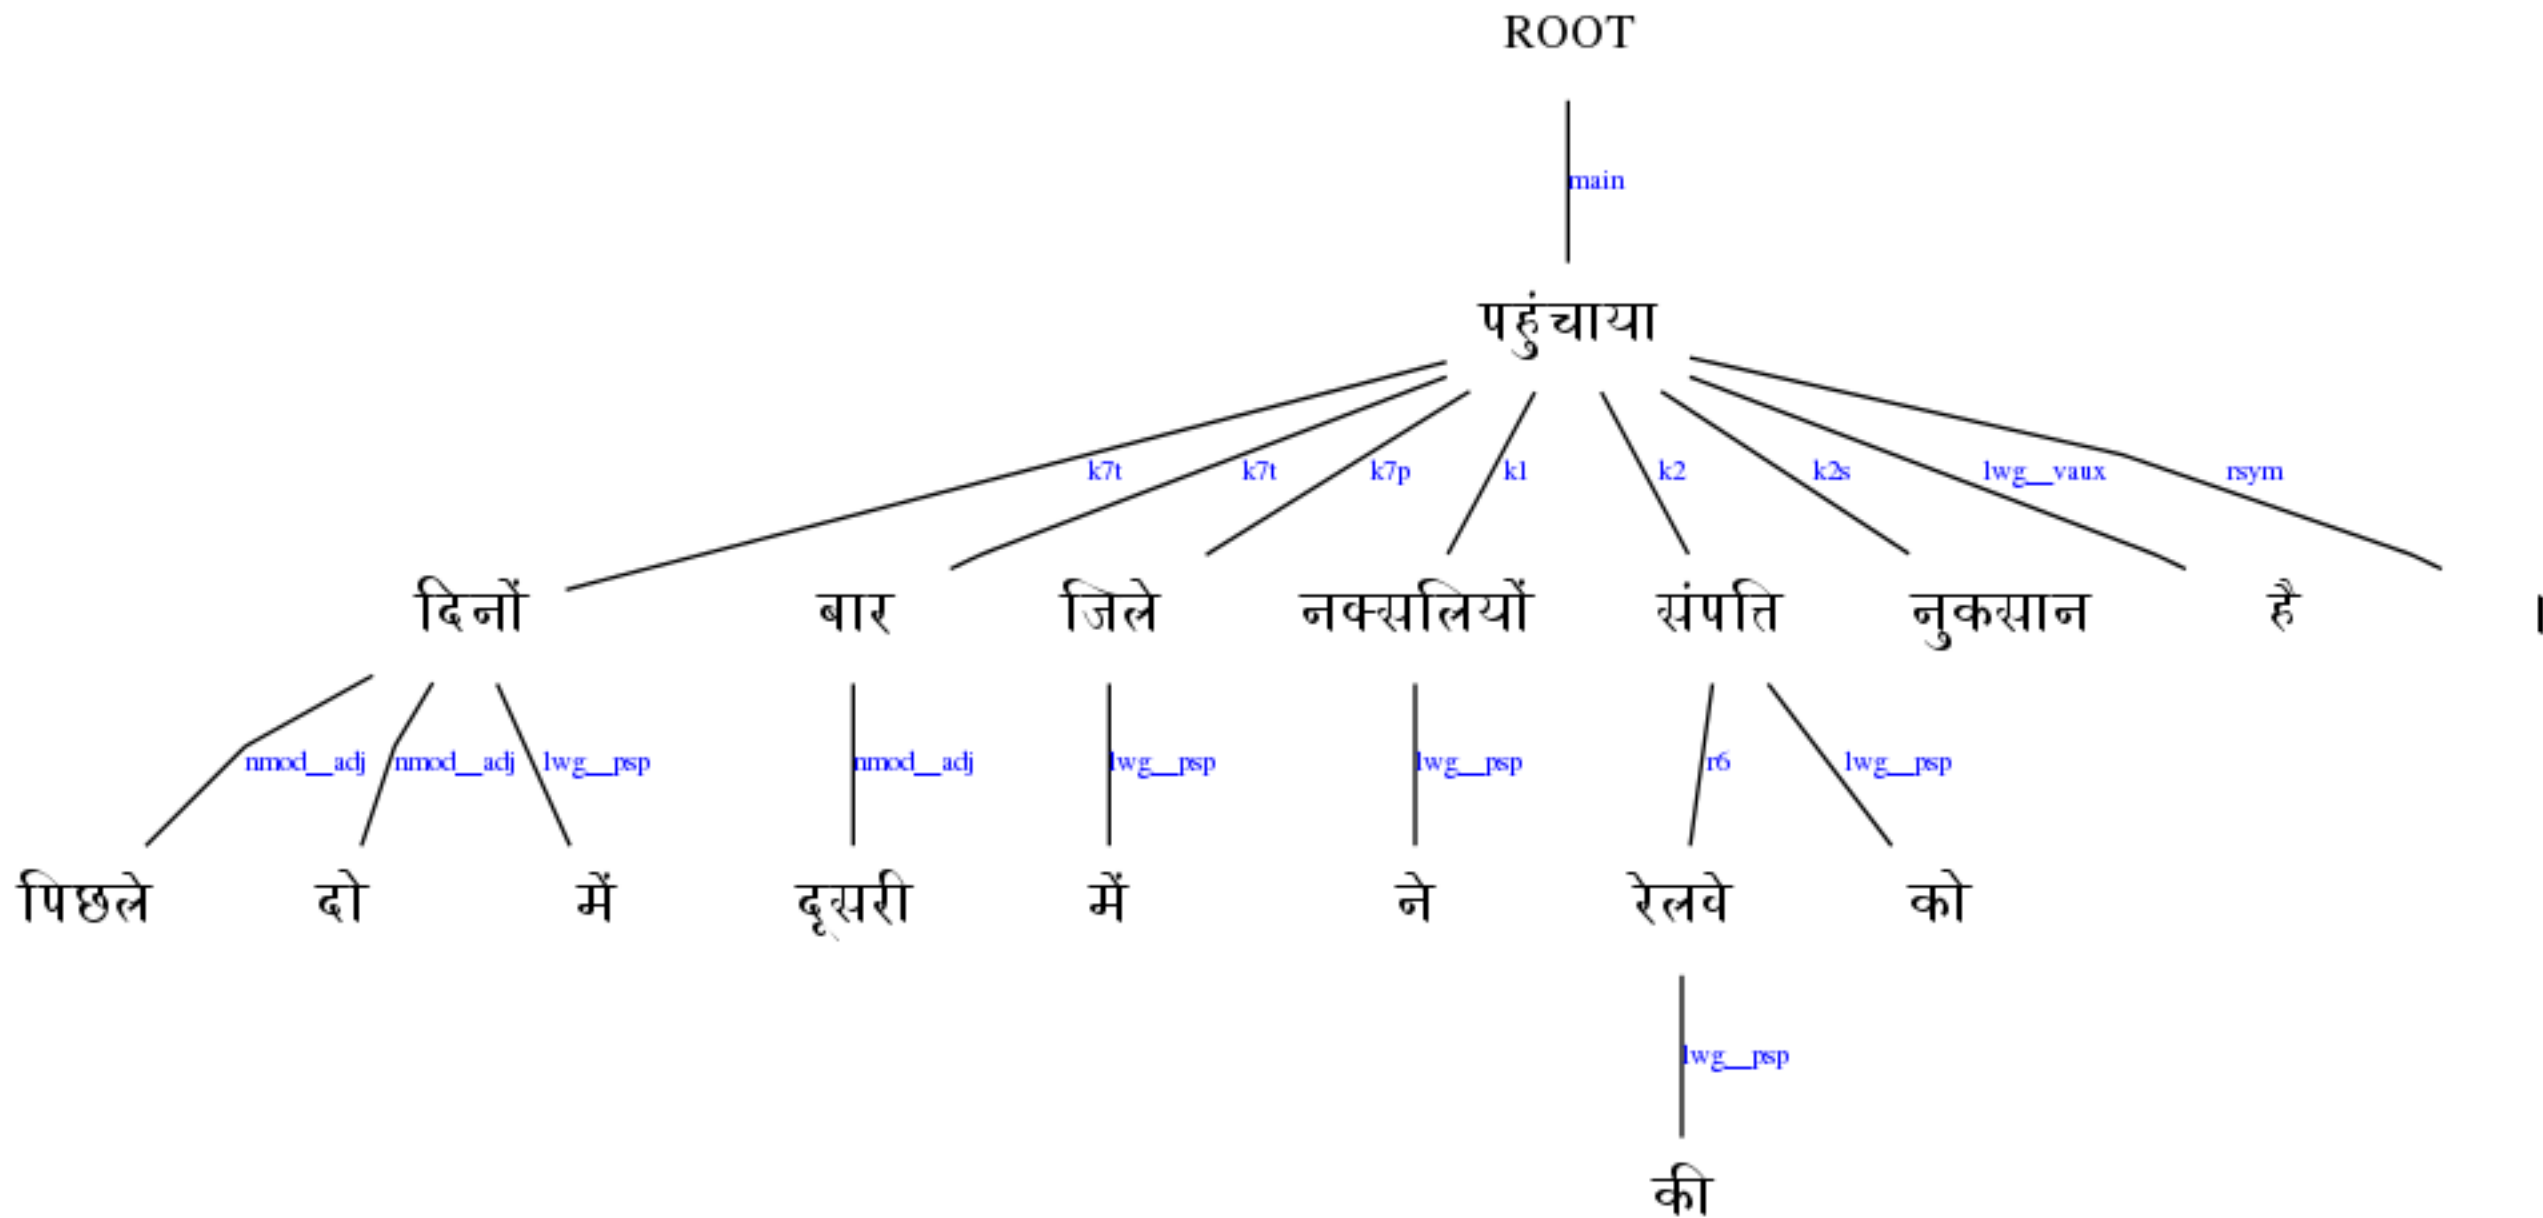 ROOT
main
पहुंचाया
k7t k7t k7p k1 k2 k2s lwg__vaux rsym
दिनों बार जिले नक्सलियों संपत्ति नुकसान है ।
nmod__adj nmod__adj lwg__psp nmod__adj lwg__psp lwg__psp r6 lwg__psp
पिछले दो में दूसरी में ने रेलवे को
lwg__psp
की